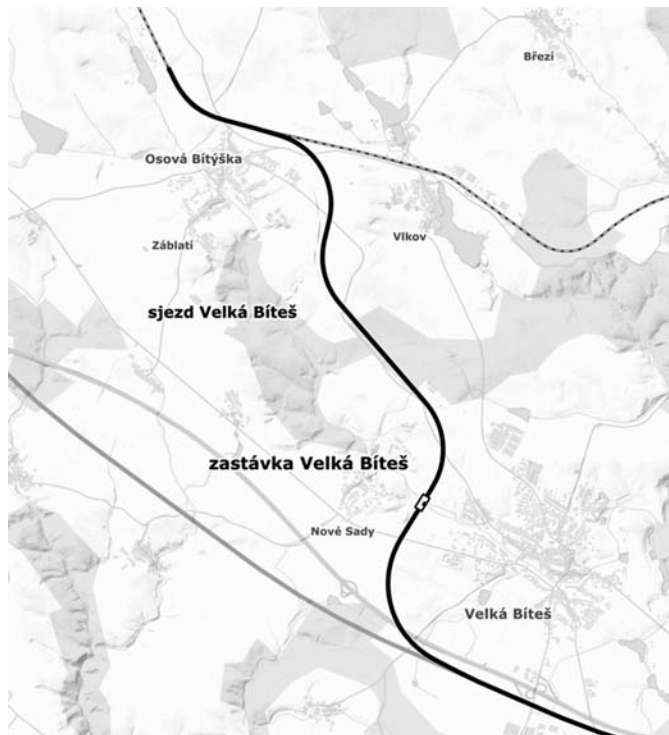 Březí
Osová Bítýška
Vlkov
Záblatí
sjezd Velká Bíteš
zastávka Velká Bíteš
Nové Sady
Velká Bíteš